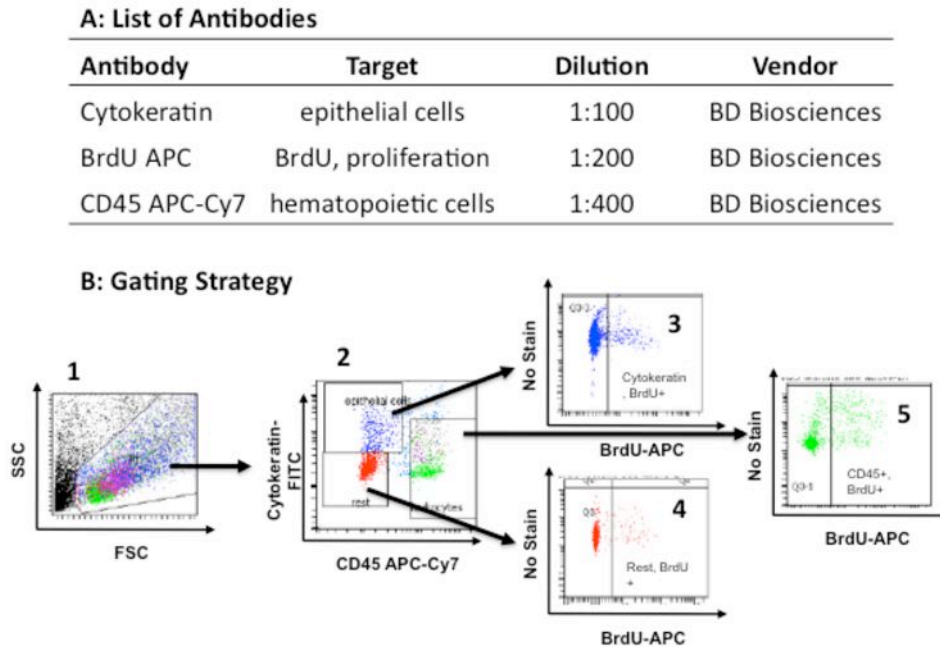 A: List of Antibodies
Antibody Target Dilution Vendor
Cytokeratin epithelial cells 1:100 BD Biosciences
BrdU APC BrdU, proliferation 1:200 BD Biosciences
CD45 APC-Cy7 hematopoietic cells 1:400 BD Biosciences
B: Gating Strategy
1
SSC
FSC
2
Cytokeratin-
FITC
epithelial cells
rest
CD45 APC-Cy7
3
No Stain
Cytokeratin
, BrdU+
BrdU-APC
4
No Stain
Rest, BrdU
+
BrdU-APC
5
No Stain
Q3-1
CD45+,
BrdU+
BrdU-APC